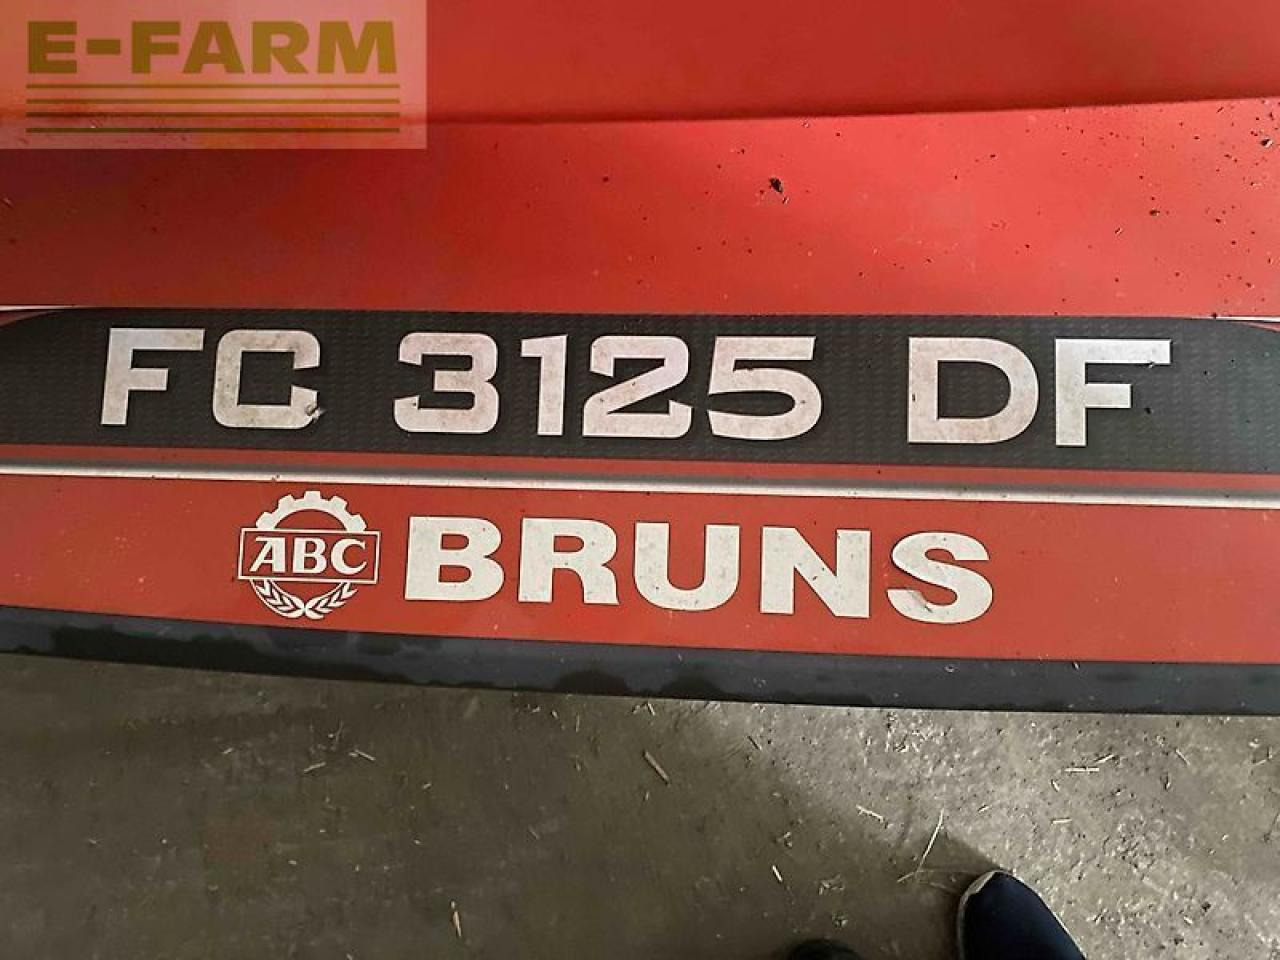 E-FARM
FC 3125 DF
ABC BRUNS